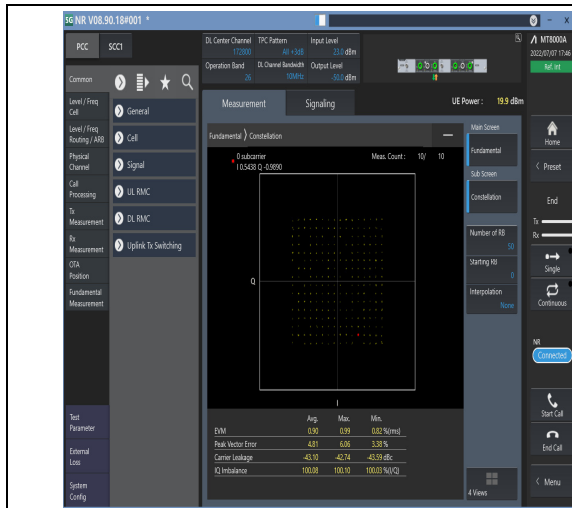 5G NR V08.90.18#001 *
PCC SCC1
DL Center Channel TPC Pattern Input Level
172800 All +3dB 23.0 dBm
Operation Band DL Channel Bandwidth Output Level
26 10MHz -50.0 dBm
MT8000A
2022/07/07 17:46
Ref. Int
Common
Level / Freq
Cell
Level / Freq
Routing / ARB
Physical
Channel
Call
Processing
Tx
Measurement
Rx
Measurement
OTA
Position
Fundamental
Measurement
Test
Parameter
External
Loss
System
Config
General
Cell
Signal
UL RMC
DL RMC
Uplink Tx Switching
Measurement Signaling UE Power : 19.9 dBm
Fundamental Constellation
0 subcarrier Meas. Count : 10/ 10
I 0.5438 Q -0.9890
Q
I
Avg. Max. Min.
EVM 0.90 0.99 0.82 %(rms)
Peak Vector Error 4.81 6.06 3.38 %
Carrier Leakage -43.10 -42.74 -43.59 dBc
IQ Imbalance 100.08 100.10 100.03 %(I/Q)
Main Screen
Fundamental
Sub Screen
Constellation
Number of RB
50
Starting RB
0
Interpolation
None
4 Views
Home
Preset
End
Tx
Rx
Single
Continuous
NR
Connected
Start Call
End Call
Menu